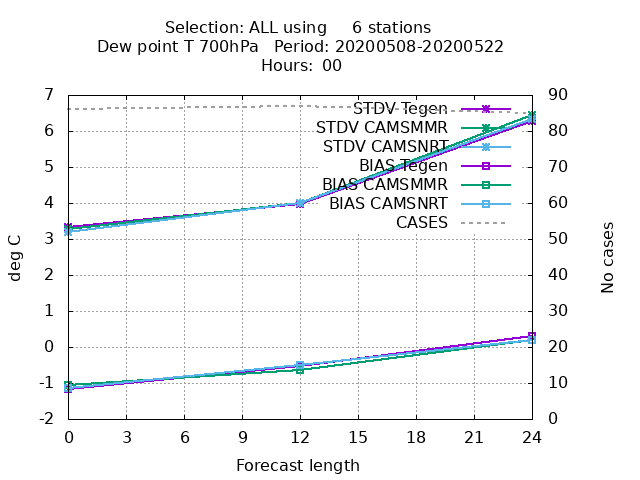 Selection: ALL using 6 stations
Dew point T 700hPa Period: 20200508-20200522
Hours: 00
7 90
6 80
5 70
4 60
3 50
2 40
1 30
0 20
-1 10
-2 0
deg C
No cases
STDV Tegen
STDV CAMSMMR
STDV CAMSNRT
BIAS Tegen
BIAS CAMSMMR
BIAS CAMSNRT
CASES
0 3 6 9 12 15 18 21 24
Forecast length